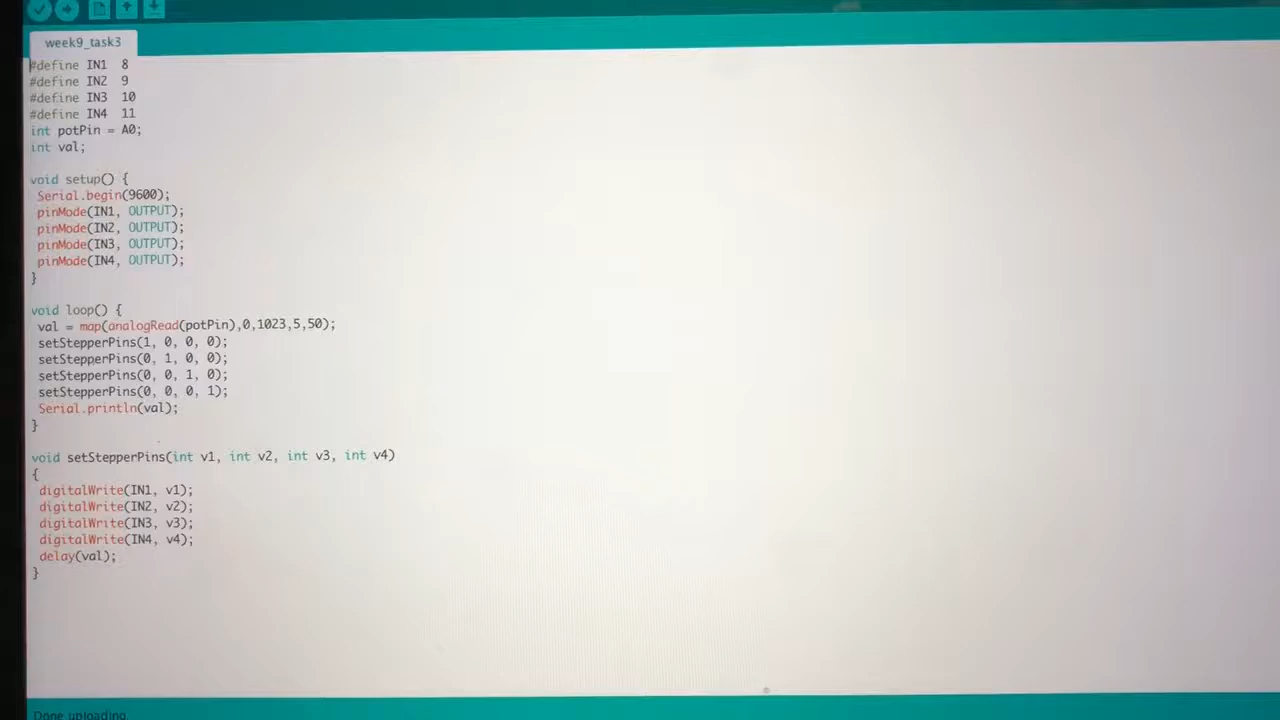 week9_task3
#define IN1  8
#define IN2  9
#define IN3  10
#define IN4  11
int potPin = A0;
int val;
void setup() {
Serial.begin(9600);
pinMode(IN1, OUTPUT);
pinMode(IN2, OUTPUT);
pinMode(IN3, OUTPUT);
pinMode(IN4, OUTPUT);
}
void loop() {
val = map(analogRead(potPin),0,1023,5,50);
setStepperPins(1, 0, 0, 0);
setStepperPins(0, 1, 0, 0);
setStepperPins(0, 0, 1, 0);
setStepperPins(0, 0, 0, 1);
Serial.println(val);
}
void setStepperPins(int v1, int v2, int v3, int v4)
{
digitalWrite(IN1, v1);
digitalWrite(IN2, v2);
digitalWrite(IN3, v3);
digitalWrite(IN4, v4);
delay(val);
}
Done uploading.